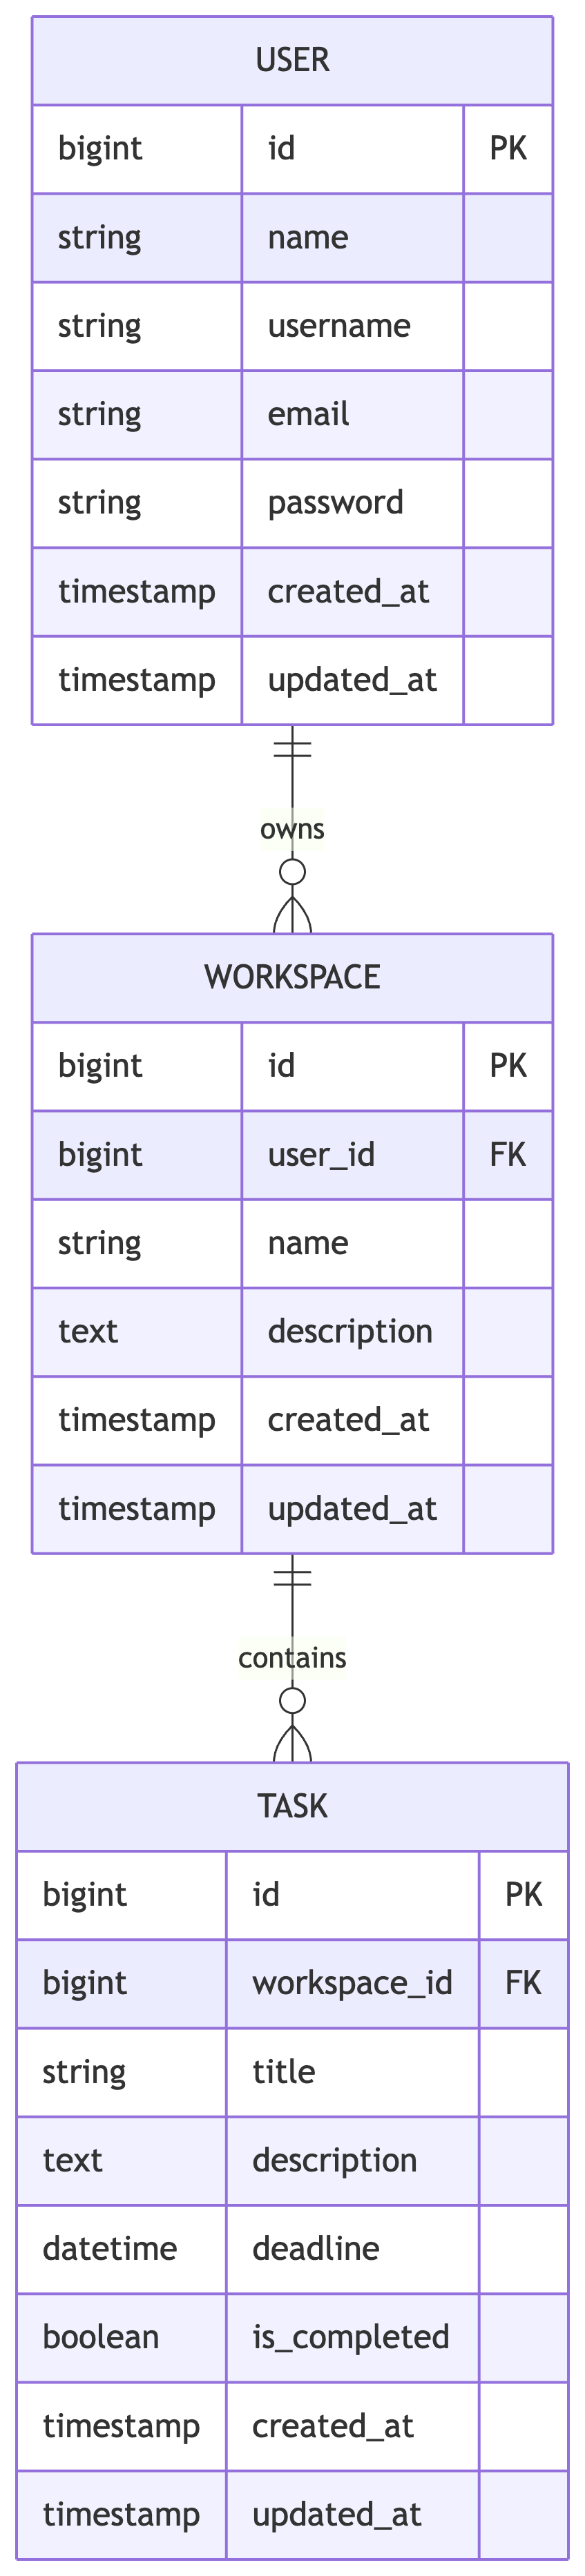 USER
bigint id PK
string name
string username
string email
string password
timestamp created_at
timestamp updated_at
owns
WORKSPACE
bigint id PK
bigint user_id FK
string name
text description
timestamp created_at
timestamp updated_at
contains
TASK
bigint id PK
bigint workspace_id FK
string title
text description
datetime deadline
boolean is_completed
timestamp created_at
timestamp updated_at